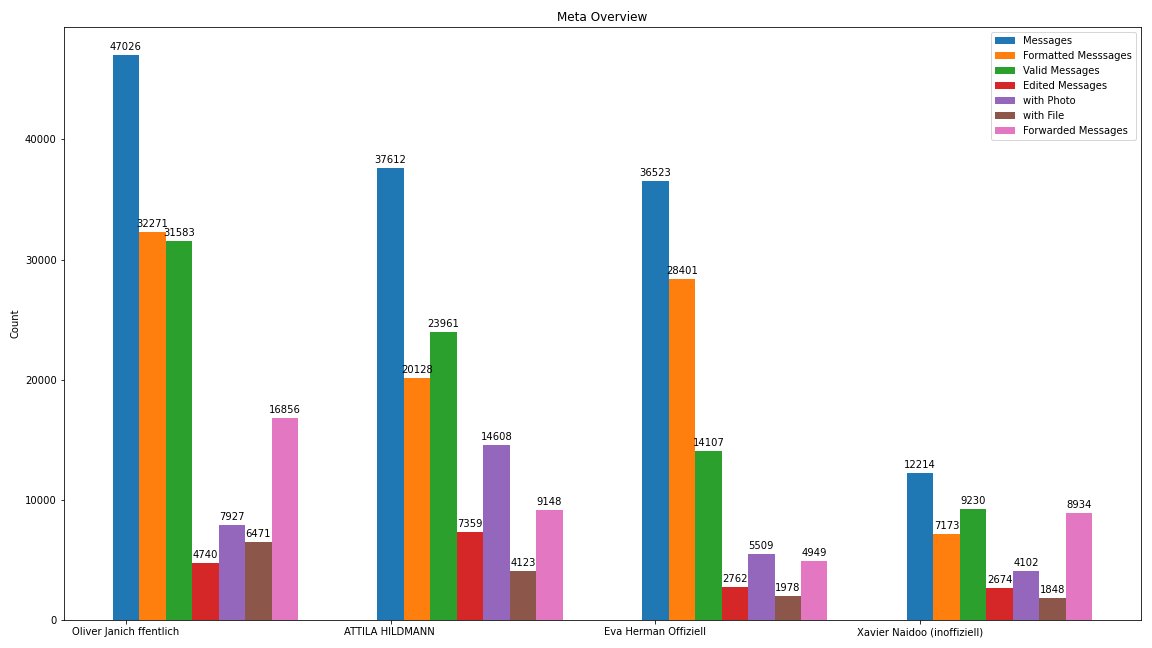 Meta Overview
Messages
Formatted Messsages
Valid Messages
Edited Messages
with Photo
with File
Forwarded Messages
Count
40000
30000
20000
10000
0
47026
32271
31583
4740
7927
6471
16856
37612
20128
23961
7359
14608
4123
9148
36523
28401
14107
2762
5509
1978
4949
12214
7173
9230
2674
4102
1848
8934
Oliver Janich ffentlich
ATTILA HILDMANN
Eva Herman Offiziell
Xavier Naidoo (inoffiziell)